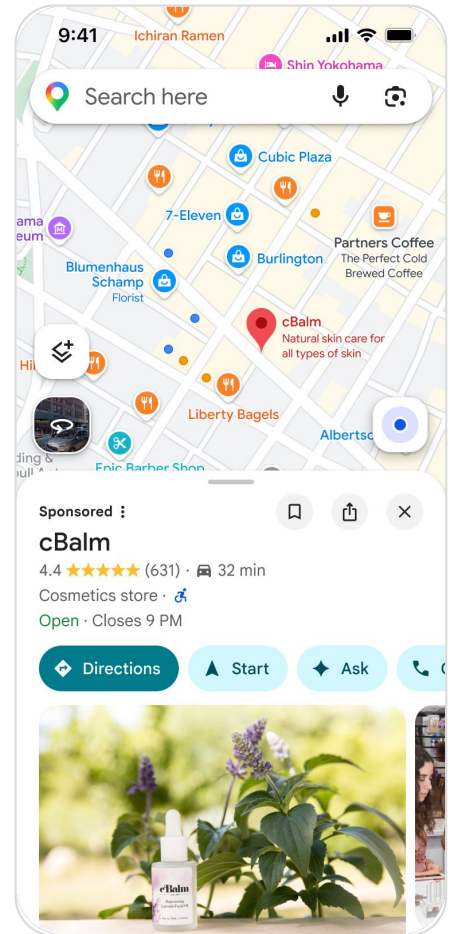 9:41
Ichiran Ramen
Shin Yokohama
Search here
Cubic Plaza
7-Eleven
Partners Coffee
The Perfect Cold
Brewed Coffee
Burlington
Blumenhaus
Schamp
Florist
cBalm
Natural skin care for
all types of skin
Liberty Bagels
Epic Barber Shop
Sponsored
cBalm
4.4 (631) · 32 min
Cosmetics store ·
Open · Closes 9 PM
Directions
Start
Ask
cBalm